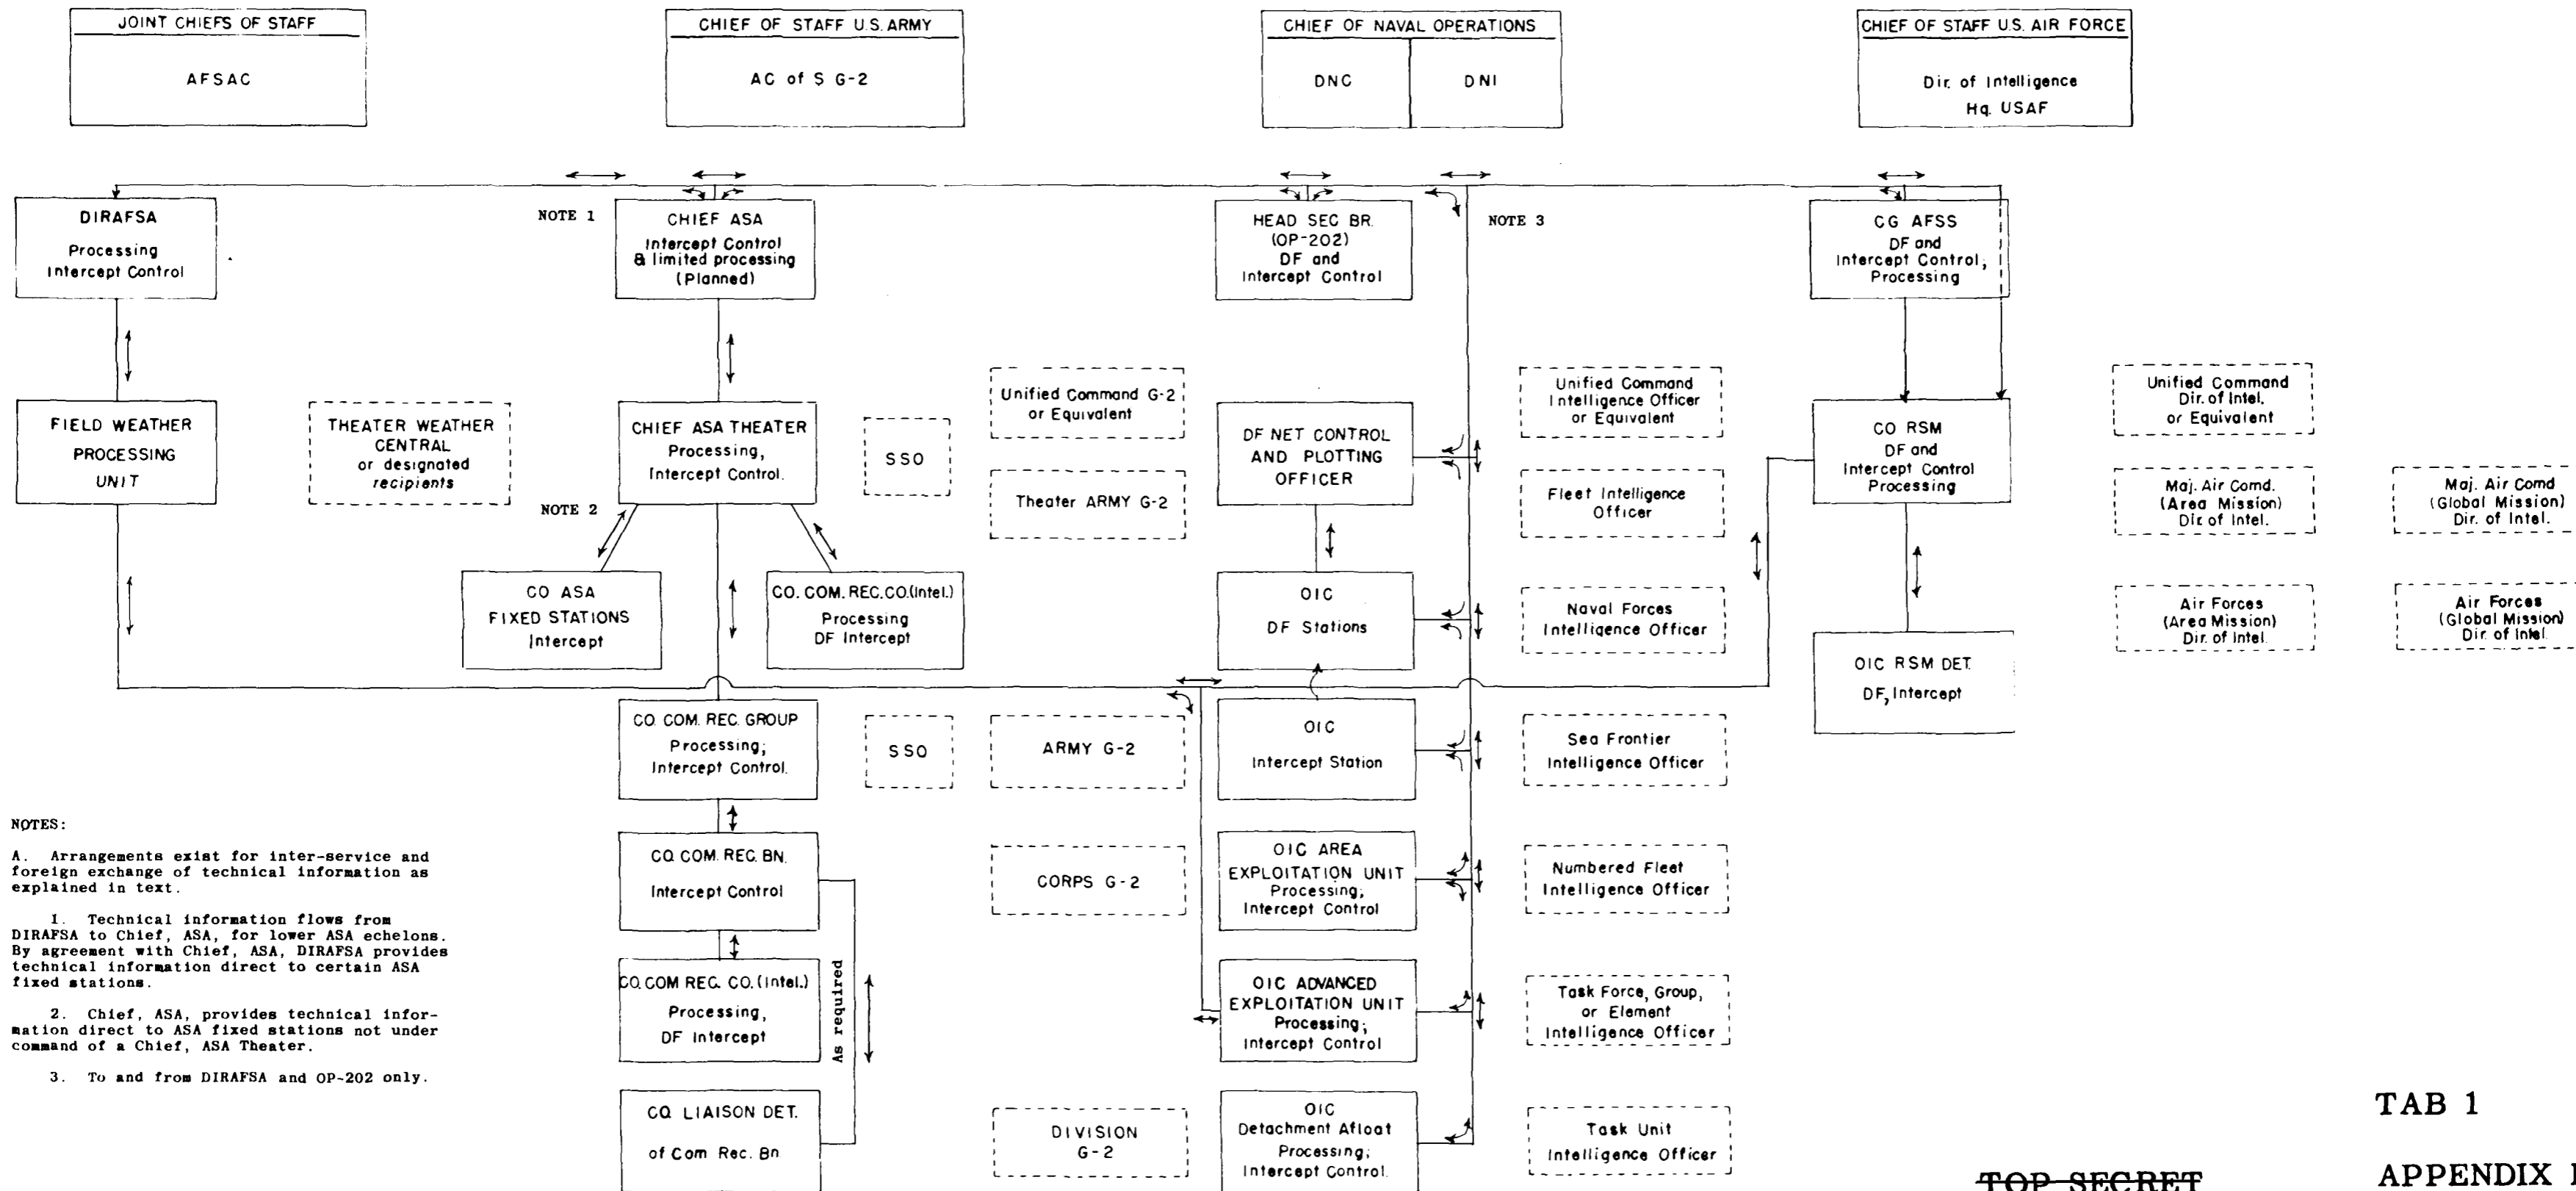 JOINT CHIEFS OF STAFF
AFSAC
CHIEF OF STAFF U.S. ARMY
AC of S G-2
CHIEF OF NAVAL OPERATIONS
DNC
DNI
CHIEF OF STAFF U.S. AIR FORCE
Dir. of Intelligence
Hq. USAF
DIRAFSA
Processing
Intercept Control
NOTE 1
CHIEF ASA
Intercept Control
& limited processing
(Planned)
HEAD SEC BR.
(OP-202)
DF and
Intercept Control
NOTE 3
CG AFSS
DF and
Intercept Control,
Processing
FIELD WEATHER
PROCESSING
UNIT
THEATER WEATHER
CENTRAL
or designated
recipients
CHIEF ASA THEATER
Processing,
Intercept Control.
NOTE 2
SSO
Unified Command G-2
or Equivalent
Theater ARMY G-2
DF NET CONTROL
AND PLOTTING
OFFICER
Unified Command
Intelligence Officer
or Equivalent
Fleet Intelligence
Officer
CO RSM
DF and
Intercept Control
Processing
Unified Command
Dir. of Intel.
or Equivalent
Maj. Air Comd.
(Area Mission)
Dir. of Intel.
Maj. Air Comd
(Global Mission)
Dir. of Intel.
CO ASA
FIXED STATIONS
Intercept
CO. COM. REC. CO. (Intel.)
Processing
DF Intercept
OIC
DF Stations
Naval Forces
Intelligence Officer
Air Forces
(Area Mission)
Dir. of Intel.
Air Forces
(Global Mission)
Dir. of Intel.
OIC RSM DET.
DF, Intercept
CO. COM. REC. GROUP
Processing;
Intercept Control.
SSO
ARMY G-2
OIC
Intercept Station
Sea Frontier
Intelligence Officer
CO. COM. REC. BN.
Intercept Control
CORPS G-2
OIC AREA
EXPLOITATION UNIT
Processing;
Intercept Control
Numbered Fleet
Intelligence Officer
CO. COM REC. CO. (Intel.)
Processing,
DF Intercept
As required
OIC ADVANCED
EXPLOITATION UNIT
Processing;
Intercept Control
Task Force, Group,
or Element
Intelligence Officer
CO. LIAISON DET.
of Com Rec. Bn
DIVISION
G-2
OIC
Detachment Afloat
Processing;
Intercept Control.
Task Unit
Intelligence Officer
NOTES:
A. Arrangements exist for inter-service and
foreign exchange of technical information as
explained in text.
1. Technical information flows from
DIRAFSA to Chief, ASA, for lower ASA echelons.
By agreement with Chief, ASA, DIRAFSA provides
technical information direct to certain ASA
fixed stations.
2. Chief, ASA, provides technical infor-
mation direct to ASA fixed stations not under
command of a Chief, ASA Theater.
3. To and from DIRAFSA and OP-202 only.
TAB 1
TOP SECRET
APPENDIX